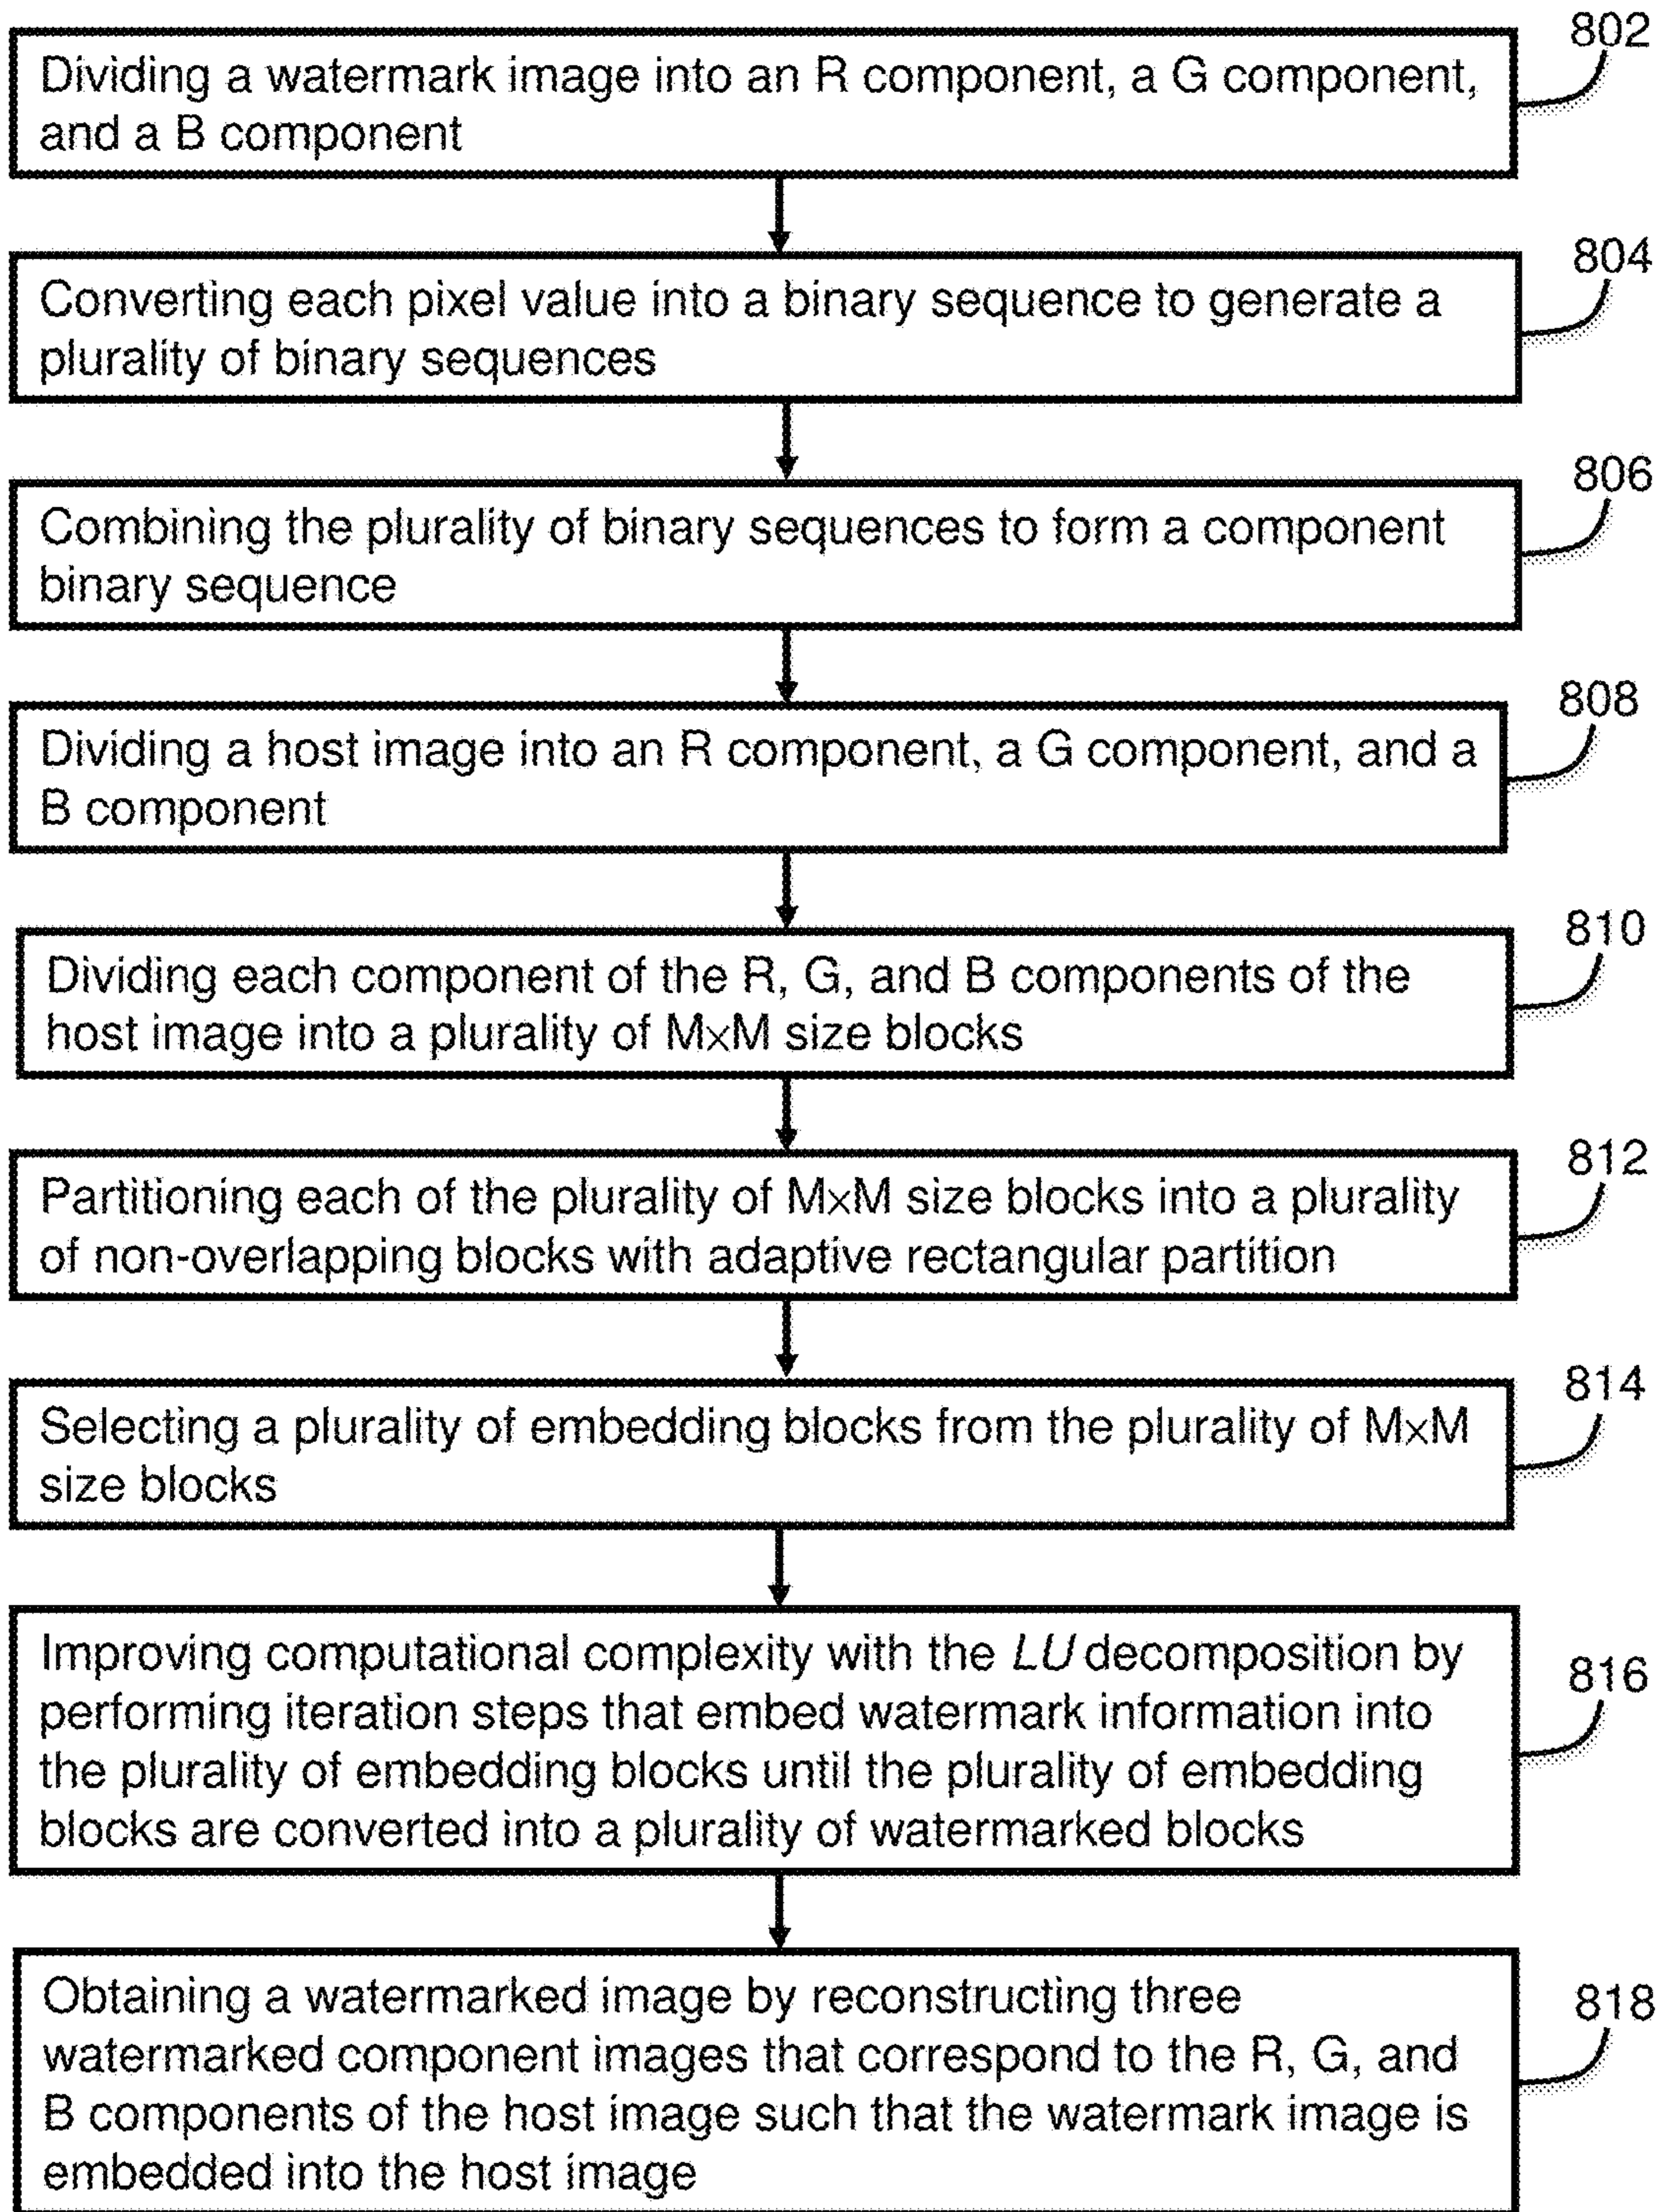 802
Dividing a watermark image into an R component, a G component,
and a B component
804
Converting each pixel value into a binary sequence to generate a
plurality of binary sequences
806
Combining the plurality of binary sequences to form a component
binary sequence
808
Dividing a host image into an R component, a G component, and a
B component
810
Dividing each component of the R, G, and B components of the
host image into a plurality of M×M size blocks
812
Partitioning each of the plurality of M×M size blocks into a plurality
of non-overlapping blocks with adaptive rectangular partition
814
Selecting a plurality of embedding blocks from the plurality of M×M
size blocks
816
Improving computational complexity with the LU decomposition by
performing iteration steps that embed watermark information into
the plurality of embedding blocks until the plurality of embedding
blocks are converted into a plurality of watermarked blocks
818
Obtaining a watermarked image by reconstructing three
watermarked component images that correspond to the R, G, and
B components of the host image such that the watermark image is
embedded into the host image